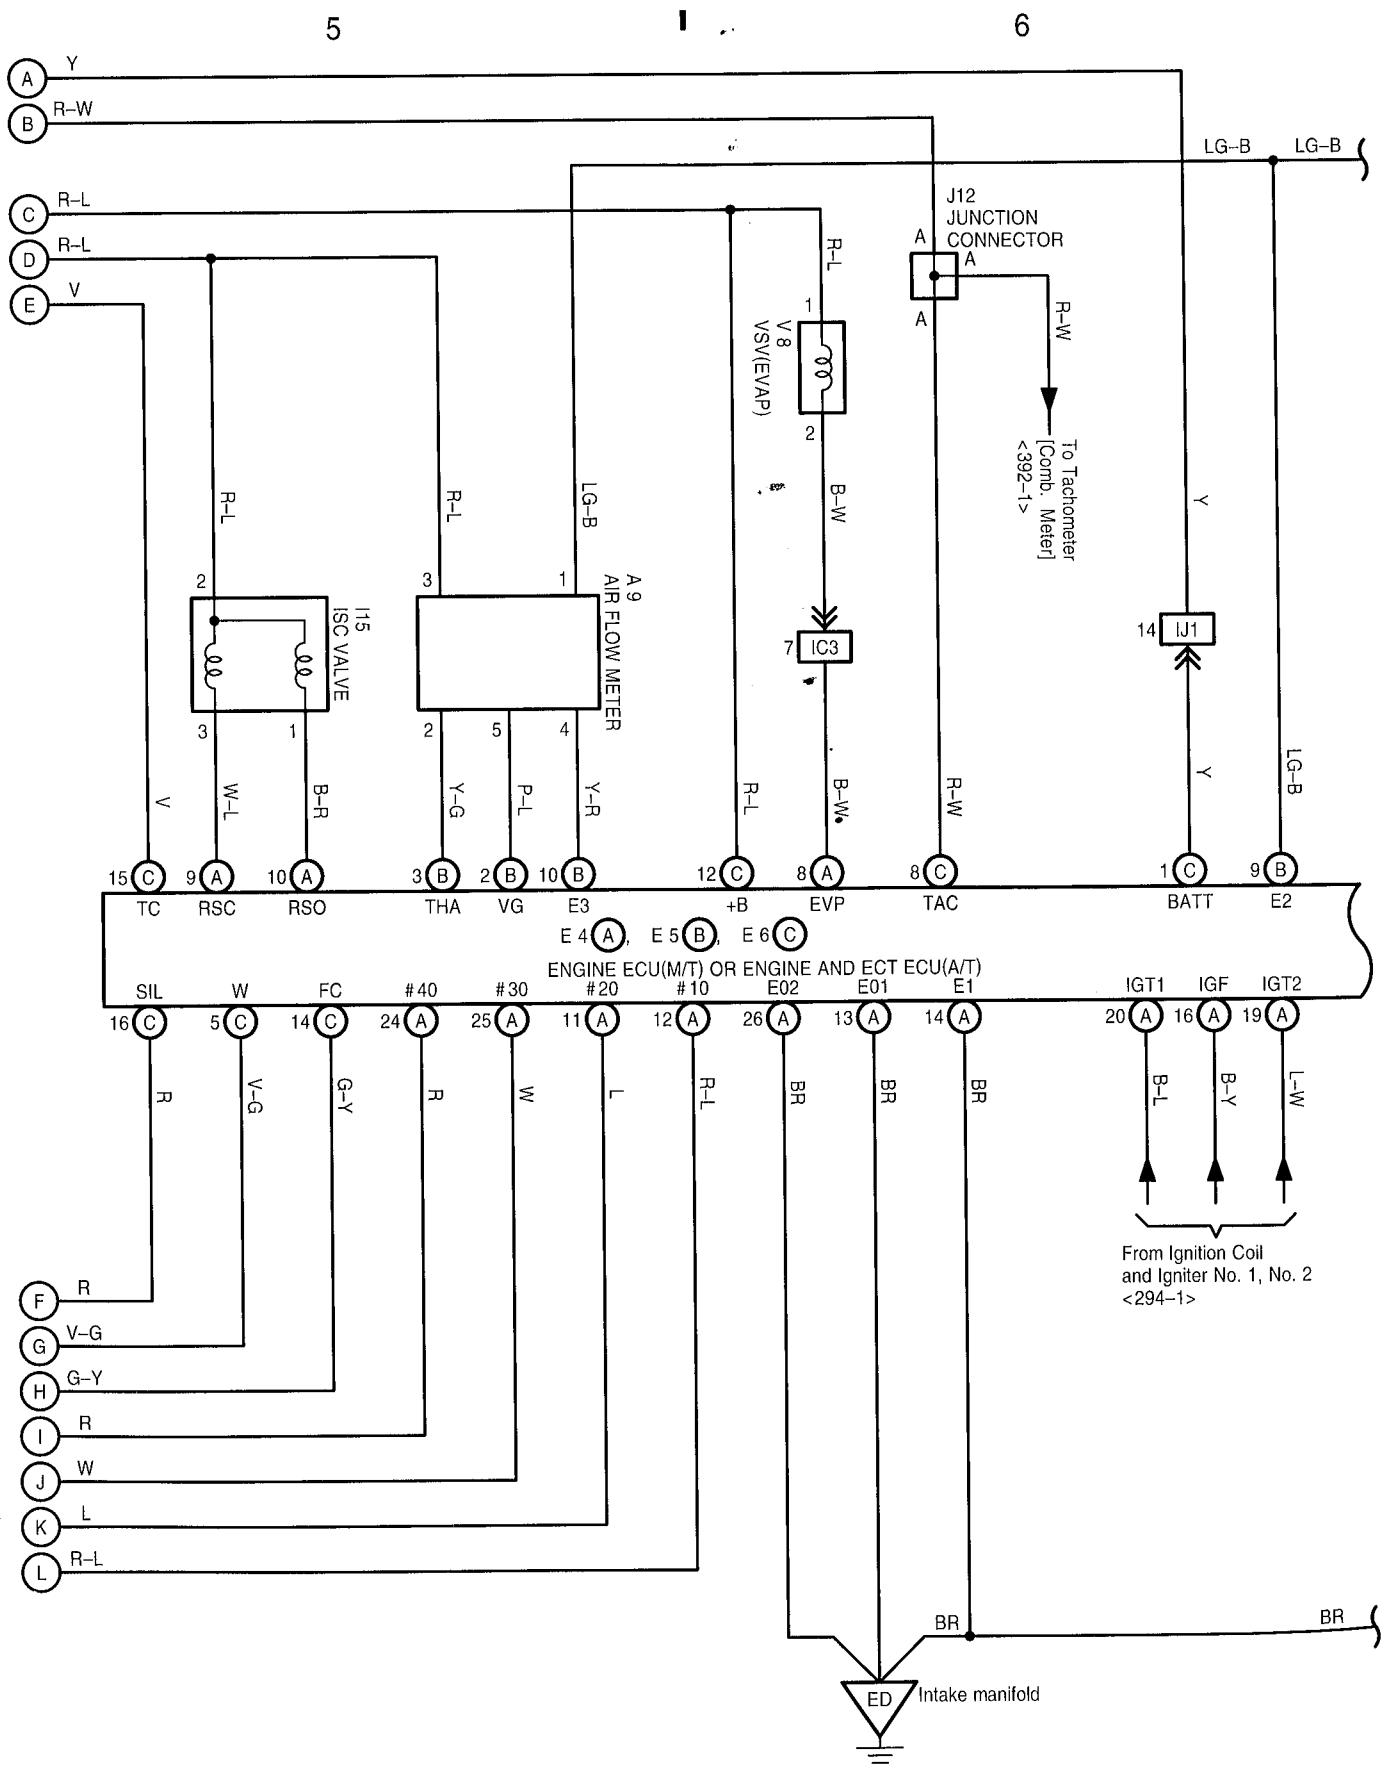 5 1 6
A Y
B R–W
LG–B LG–B
C R–L
J12
JUNCTION
CONNECTOR
A
A
A
D R–L
E V
R–L
1
V 8
VSV(EVAP)
2
R–W
To Tachometer
[Comb. Meter]
<392–1>
R–L
R–L
LG–B
B–W
Y
2
I15
ISC VALVE
3 1
3 1
A 9
AIR FLOW METER
2 5 4
7 IC3
14 IJ1
V
W–L
B–R
Y–G
P–L
Y–R
R–L
B–W
R–W
Y
LG–B
15 C 9 A 10 A 3 B 2 B 10 B 12 C 8 A 8 C 1 C 9 B
TC RSC RSO THA VG E3 +B EVP TAC BATT E2
E 4 A, E 5 B, E 6 C
ENGINE ECU(M/T) OR ENGINE AND ECT ECU(A/T)
SIL W FC #40 #30 #20 #10 E02 E01 E1 IGT1 IGF IGT2
16 C 5 C 14 C 24 A 25 A 11 A 12 A 26 A 13 A 14 A 20 A 16 A 19 A
R
V–G
G–Y
R
W
L
R–L
BR
BR
BR
B–L
B–Y
L–W
From Ignition Coil
and Igniter No. 1, No. 2
<294–1>
F R
G V–G
H G–Y
I R
J W
K L
L R–L
BR BR
ED Intake manifold